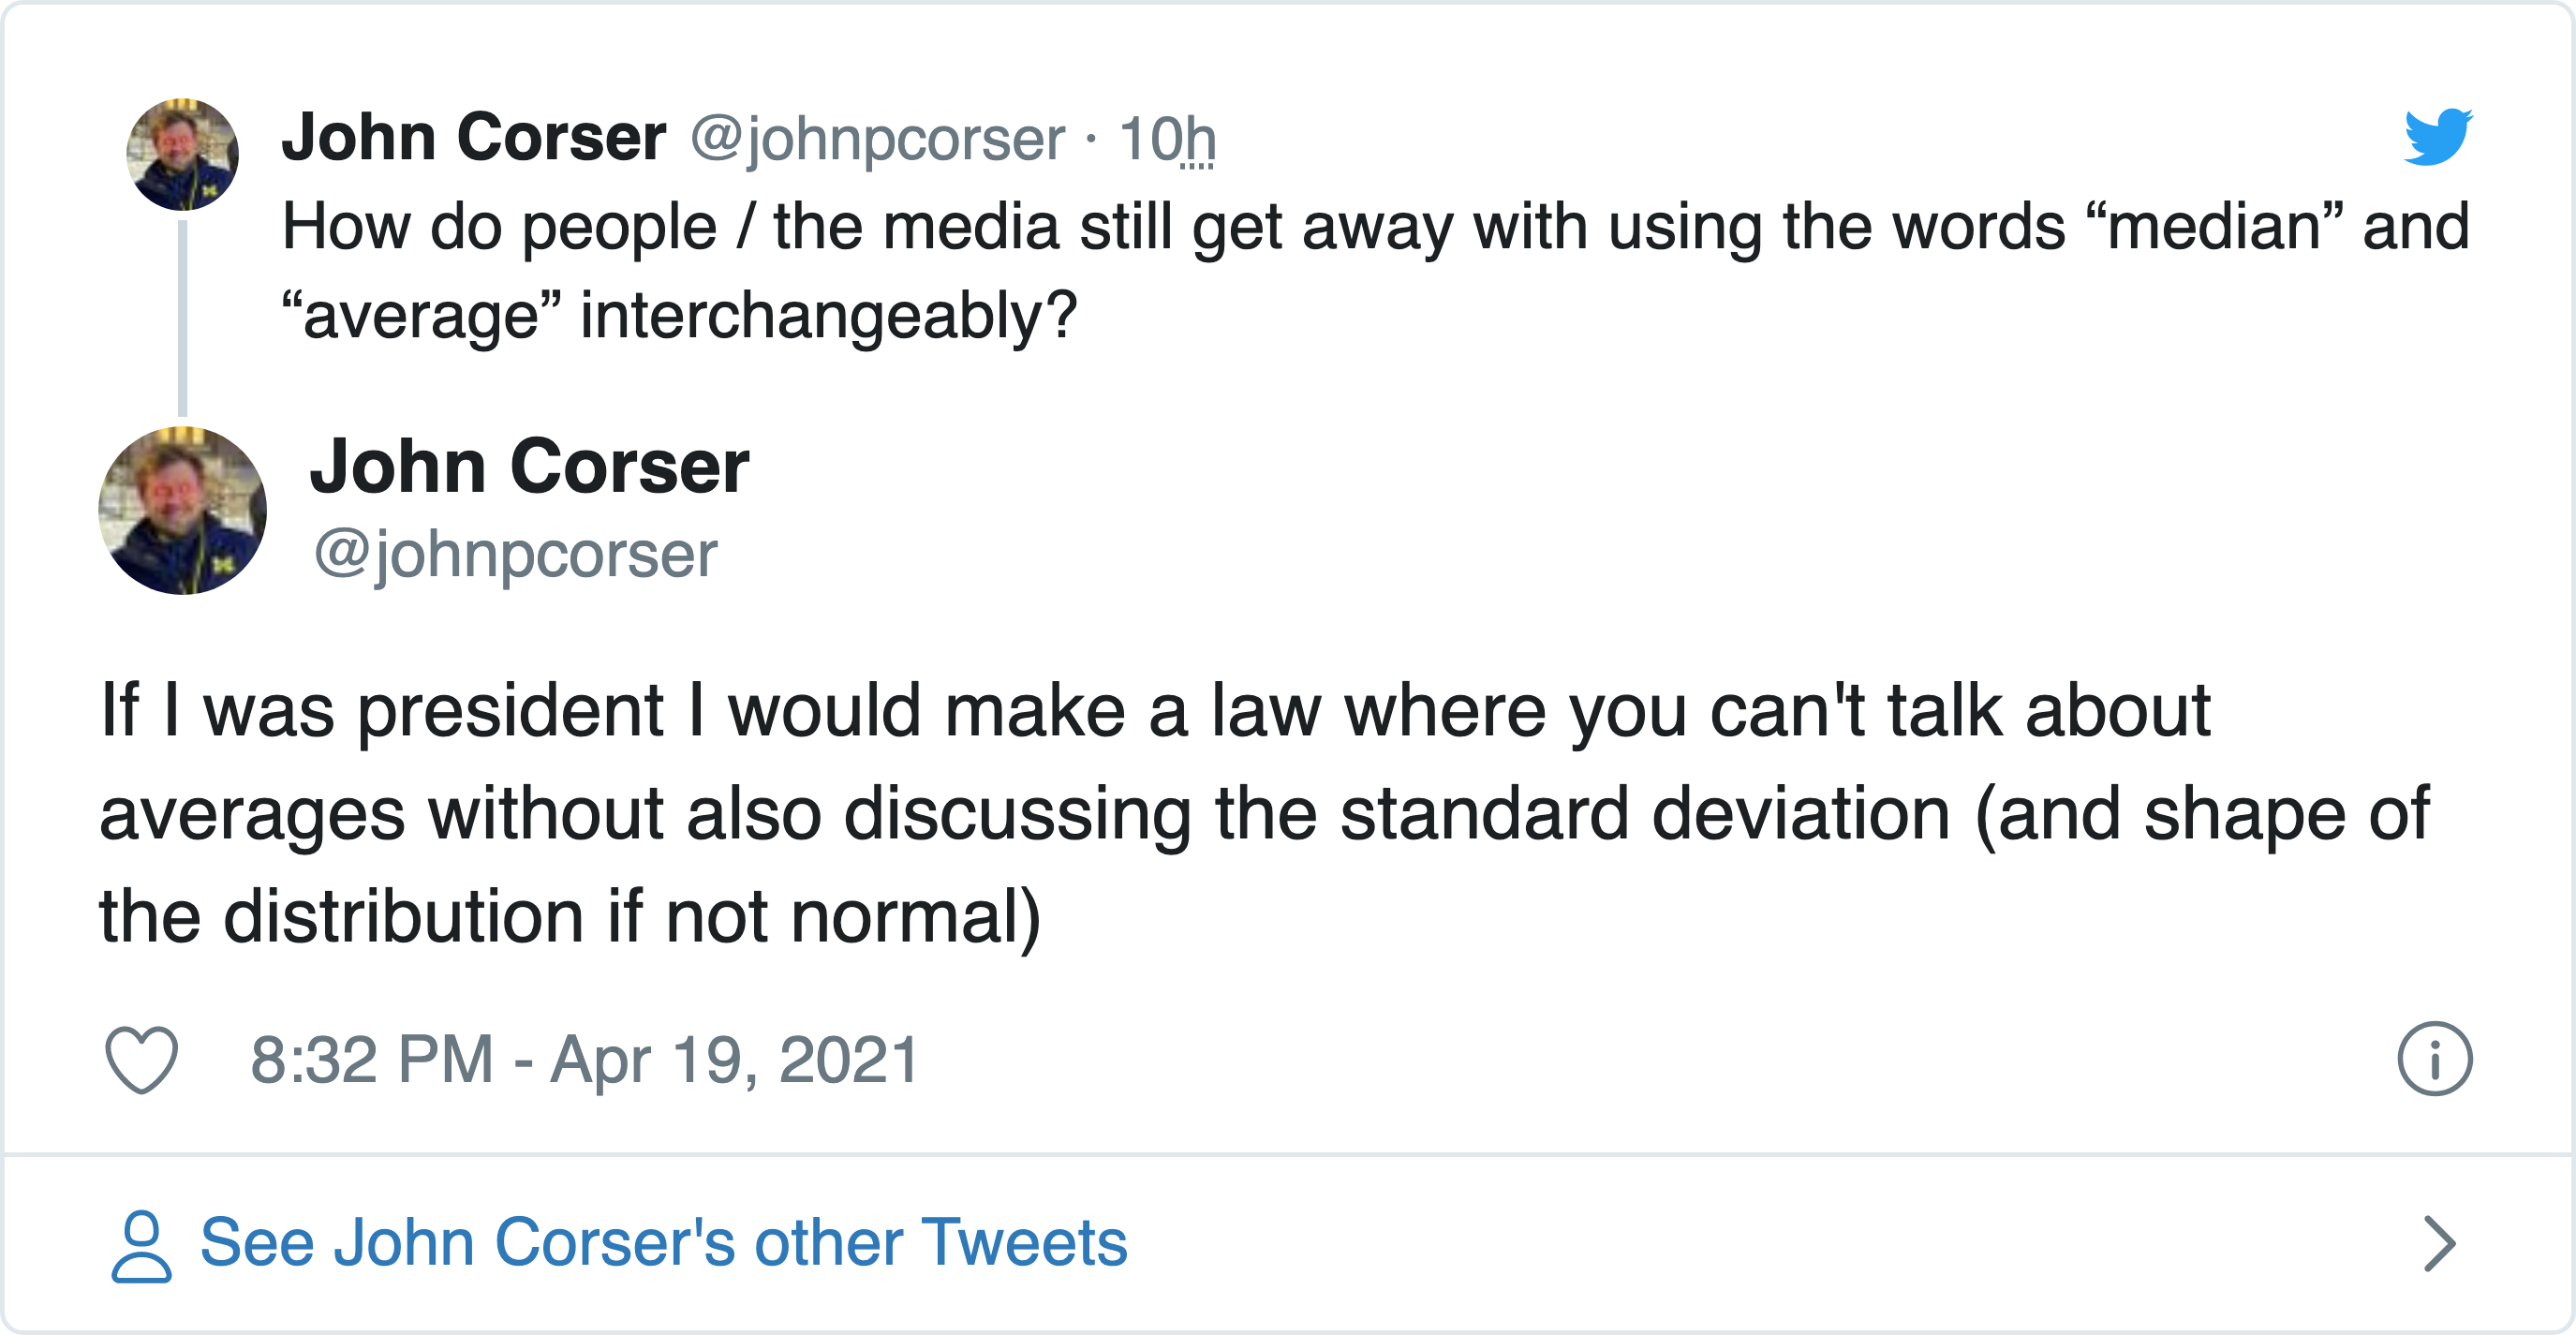 John Corser @johnpcorser · 10h
How do people / the media still get away with using the words “median” and
“average” interchangeably?
John Corser
@johnpcorser
If I was president I would make a law where you can't talk about
averages without also discussing the standard deviation (and shape of
the distribution if not normal)
8:32 PM - Apr 19, 2021
See John Corser's other Tweets